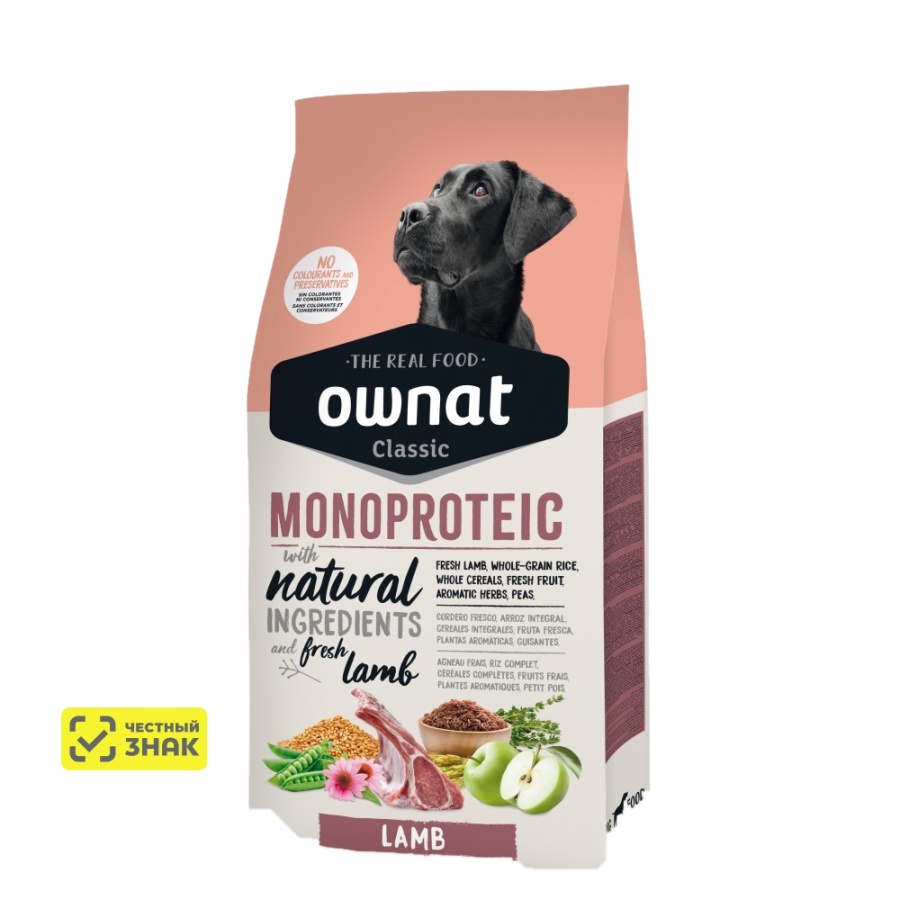 NO
COLOURANTS AND
PRESERVATIVES
SIN COLORANTES
NI CONSERVANTES
SANS COLORANTS ET
CONSERVATEURS
·THE REAL FOOD·
ownat
Classic
MONOPROTEIC
with
natural
INGREDIENTS
and fresh
lamb
FRESH LAMB, WHOLE-GRAIN RICE,
WHOLE CEREALS, FRESH FRUIT,
AROMATIC HERBS, PEAS.
CORDERO FRESCO, ARROZ INTEGRAL,
CEREALES INTEGRALES, FRUTA FRESCA,
PLANTAS AROMÁTICAS, GUISANTES.
AGNEAU FRAIS, RIZ COMPLET,
CÉRÉALES COMPLÈTES, FRUITS FRAIS,
PLANTES AROMATIQUES, PETIT POIS.
LAMB
ЧЕСТНЫЙ
ЗНАК